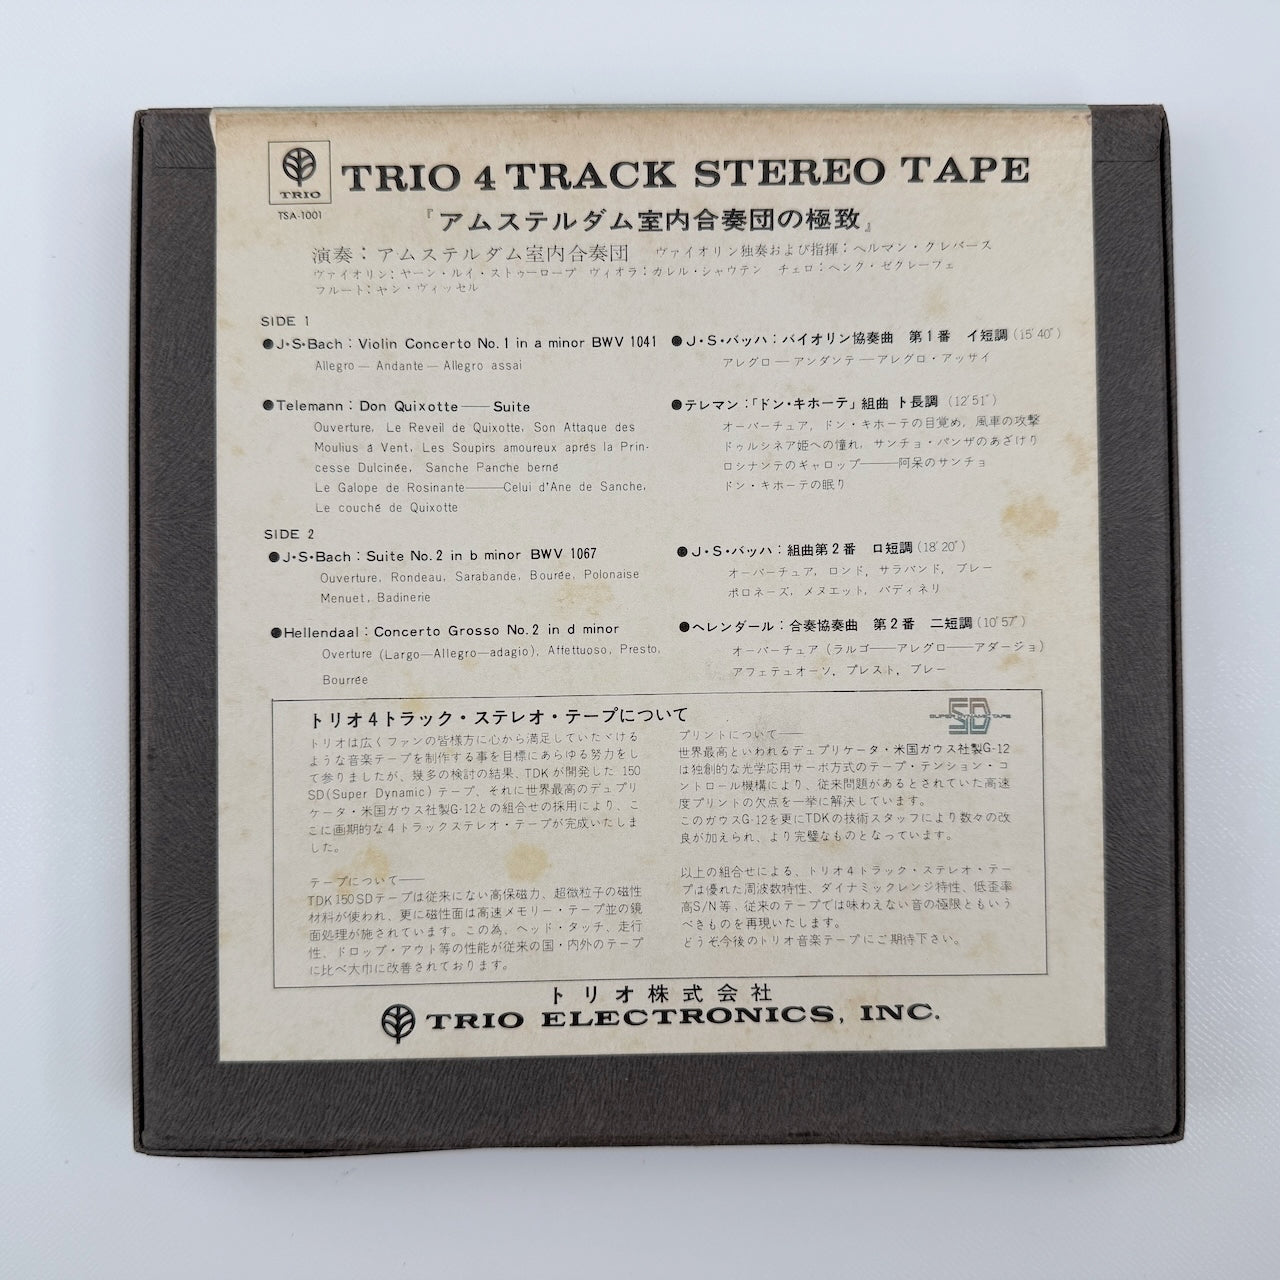 TRIO
TSA-1001
TRIO 4 TRACK STEREO TAPE
『アムステルダム室内合奏団の極致』
演奏：アムステルダム室内合奏団 ヴァイオリン独奏および指揮：ヘルマン・クレバース
ヴァイオリン：ヤーン・ルイ・ストゥーロープ ヴィオラ：カレル・シャウテン チェロ：ヘンク・ゼグレーフェ
フルート：ヤン・ヴィッセル
SIDE 1
●J・S・Bach：Violin Concerto No.1 in a minor BWV 1041
Allegro — Andante — Allegro assai
●J・S・バッハ：バイオリン協奏曲 第1番 イ短調 (15′40″)
アレグロ — アンダンテ — アレグロ・アッサイ
●Telemann：Don Quixotte — Suite
Ouverture, Le Reveil de Quixotte, Son Attaque des
Moulius á Vent, Les Soupirs amoureux aprés la Prin-
cesse Dulcinée, Sanche Panche berné
Le Galope de Rosinante — Celui d'Ane de Sanche,
Le couché de Quixotte
●テレマン：「ドン・キホーテ」組曲 ト長調 (12′51″)
オーバーチュア, ドン・キホーテの目覚め, 風車の攻撃
ドゥルシネア姫への憧れ, サンチョ・パンザのあざけり
ロシナンテのギャロップ — 阿呆のサンチョ
ドン・キホーテの眠り
SIDE 2
●J・S・Bach：Suite No.2 in b minor BWV 1067
Ouverture, Rondeau, Sarabande, Bourée, Polonaise
Menuet, Badinerie
●J・S・バッハ：組曲第2番 ロ短調 (18′20″)
オーバーチュア, ロンド, サラバンド, ブレー
ポロネーズ, メヌエット, バディネリ
●Hellendaal：Concerto Grosso No.2 in d minor
Overture (Largo—Allegro—adagio), Affettuoso, Presto,
Bourrée
●ヘレンダール：合奏協奏曲 第2番 二短調 (10′57″)
オーバーチュア (ラルゴ — アレグロ — アダージョ)
アフェテュオーソ, プレスト, ブレー
トリオ4トラック・ステレオ・テープについて
トリオは広くファンの皆様方に心から満足していたゞける
ような音楽テープを制作する事を目標にあらゆる努力をし
て参りましたが、幾多の検討の結果、TDKが開発した 150
SD(Super Dynamic) テープ、それに世界最高のデュプリ
ケータ・米国ガウス社製G-12との組合せの採用により、こ
こに画期的な4トラックステレオ・テープが完成いたしま
した。
テープについて —
TDK 150 SDテープは従来にない高保磁力、超微粒子の磁性
材料が使われ、更に磁性面は高速メモリー・テープ並の鏡
面処理が施されています。この為、ヘッド・タッチ、走行
性、ドロップ・アウト等の性能が従来の国・内外のテープ
に比べ大巾に改善されております。
SD
SUPER DYNAMIC TAPE
プリントについて —
世界最高といわれるデュプリケータ・米国ガウス社製G-12
は独創的な光学応用サーボ方式のテープ・テンション・コ
ントロール機構により、従来問題があるとされていた高速
度プリントの欠点を一挙に解決しています。
このガウスG-12を更にTDKの技術スタッフにより数々の改
良が加えられ、より完璧なものとなっています。
以上の組合せによる、トリオ4トラック・ステレオ・テー
プは優れた周波数特性、ダイナミックレンジ特性、低歪率
高S/N等、従来のテープでは味わえない音の極限ともいう
べきものを再現いたします。
どうぞ今後のトリオ音楽テープにご期待下さい。
トリオ株式会社
TRIO ELECTRONICS, INC.